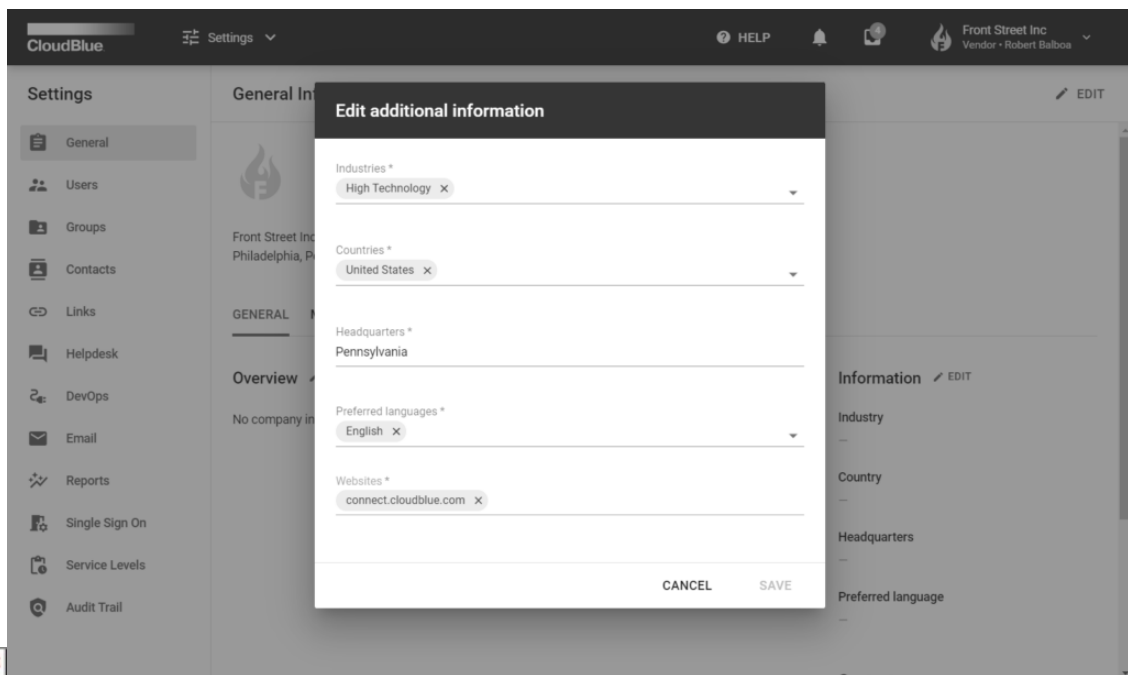 CloudBlue
Settings
HELP
4
Front Street Inc
Vendor • Robert Balboa
Settings
General
Users
Groups
Contacts
Links
Helpdesk
DevOps
Email
Reports
Single Sign On
Service Levels
Audit Trail
General In
EDIT
Front Street Inc
Philadelphia, P
GENERAL
Overview
No company in
Edit additional information
Industries *
High Technology ×
Countries *
United States ×
Headquarters *
Pennsylvania
Preferred languages *
English ×
Websites *
connect.cloudblue.com ×
CANCEL SAVE
Information EDIT
Industry
—
Country
—
Headquarters
—
Preferred language
—